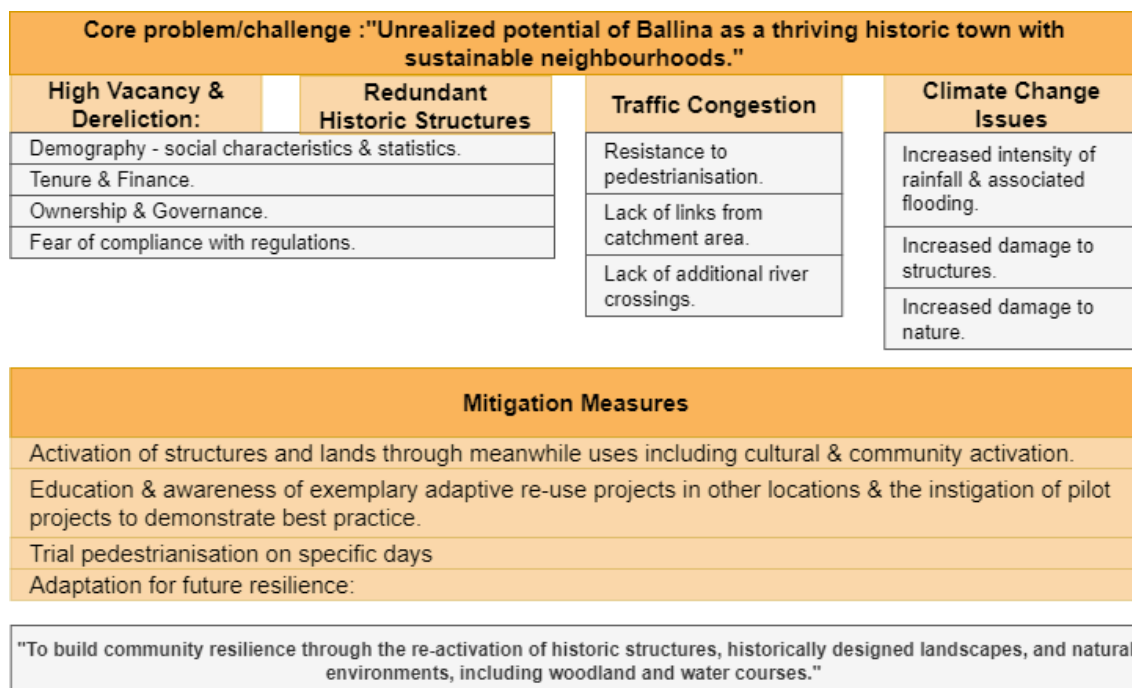 Core problem/challenge :"Unrealized potential of Ballina as a thriving historic town with
sustainable neighbourhoods."
High Vacancy &
Dereliction:
Redundant
Historic Structures
Demography - social characteristics & statistics.
Tenure & Finance.
Ownership & Governance.
Fear of compliance with regulations.
Traffic Congestion
Resistance to
pedestrianisation.
Lack of links from
catchment area.
Lack of additional river
crossings.
Climate Change
Issues
Increased intensity of
rainfall & associated
flooding.
Increased damage to
structures.
Increased damage to
nature.
Mitigation Measures
Activation of structures and lands through meanwhile uses including cultural & community activation.
Education & awareness of exemplary adaptive re-use projects in other locations & the instigation of pilot
projects to demonstrate best practice.
Trial pedestrianisation on specific days
Adaptation for future resilience:
"To build community resilience through the re-activation of historic structures, historically designed landscapes, and natural
environments, including woodland and water courses."